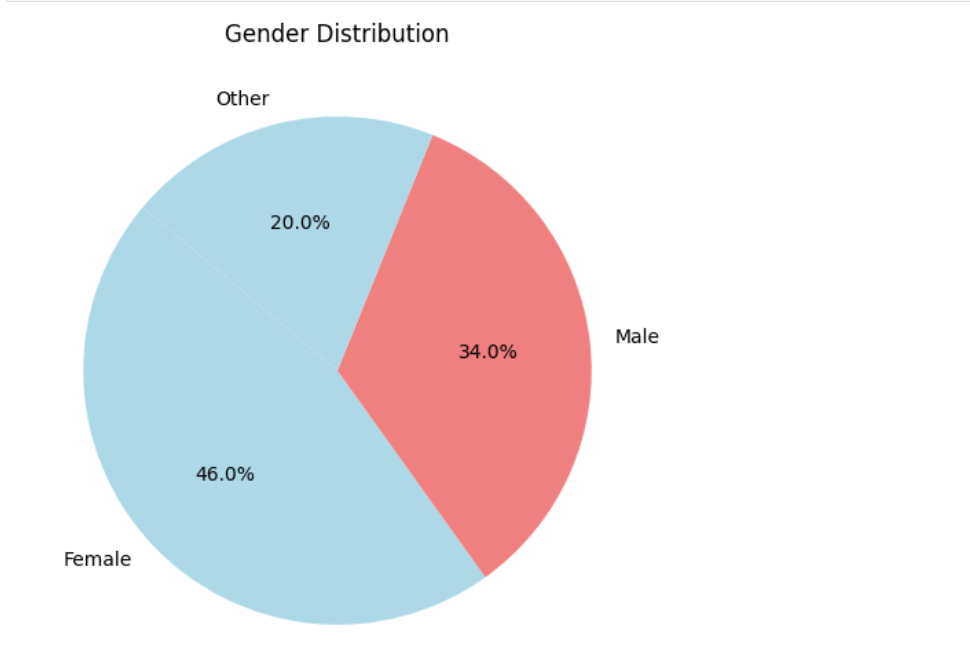 Gender Distribution
Other
20.0%
Male
34.0%
46.0%
Female